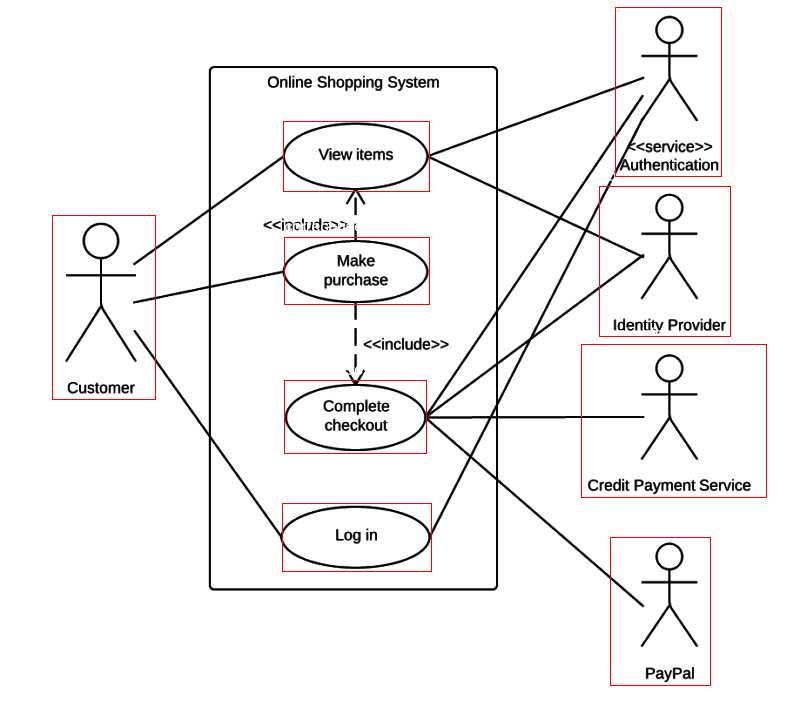 Online Shopping System
<<service>>
Authentication
View items
<<include>>
Make
purchase
Identity Provider
<<include>>
Customer
Complete
checkout
Credit Payment Service
Log in
PayPal